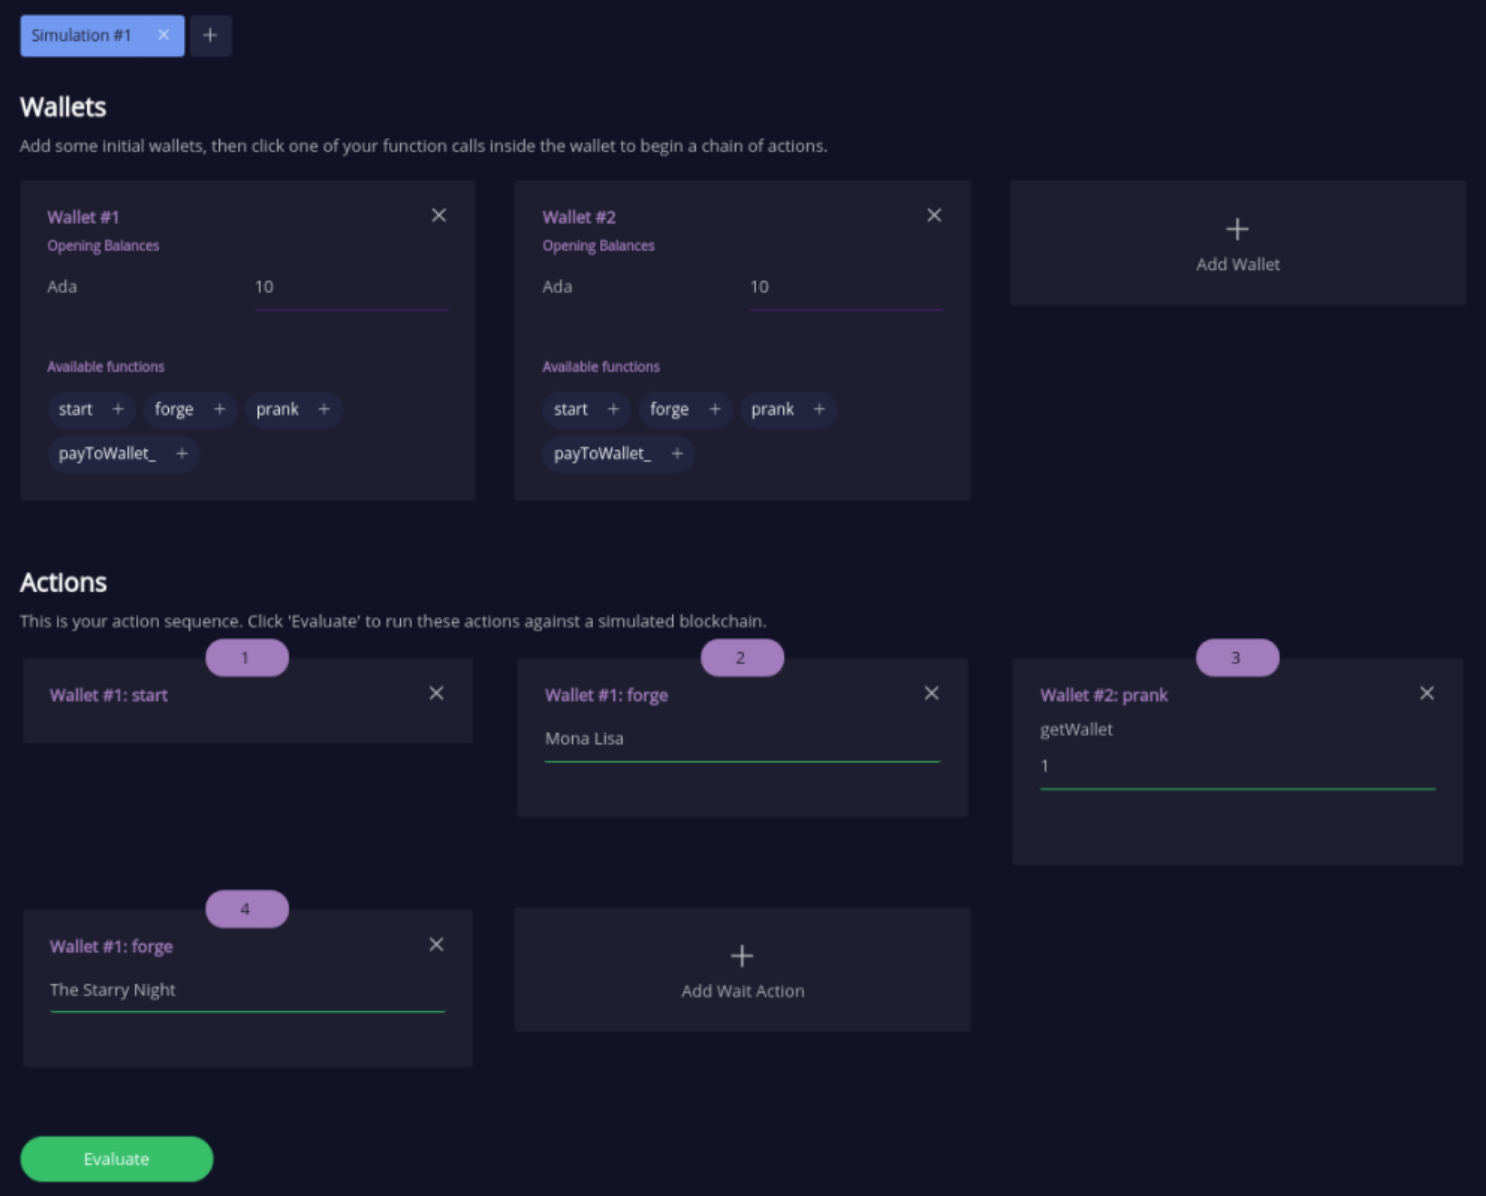 Simulation #1
Wallets
Add some initial wallets, then click one of your function calls inside the wallet to begin a chain of actions.
Wallet #1
Opening Balances
Ada 10
Available functions
start + forge + prank +
payToWallet_ +
Wallet #2
Opening Balances
Ada 10
Available functions
start + forge + prank +
payToWallet_ +
Add Wallet
Actions
This is your action sequence. Click 'Evaluate' to run these actions against a simulated blockchain.
1
Wallet #1: start
2
Wallet #1: forge
Mona Lisa
3
Wallet #2: prank
getWallet
1
4
Wallet #1: forge
The Starry Night
Add Wait Action
Evaluate